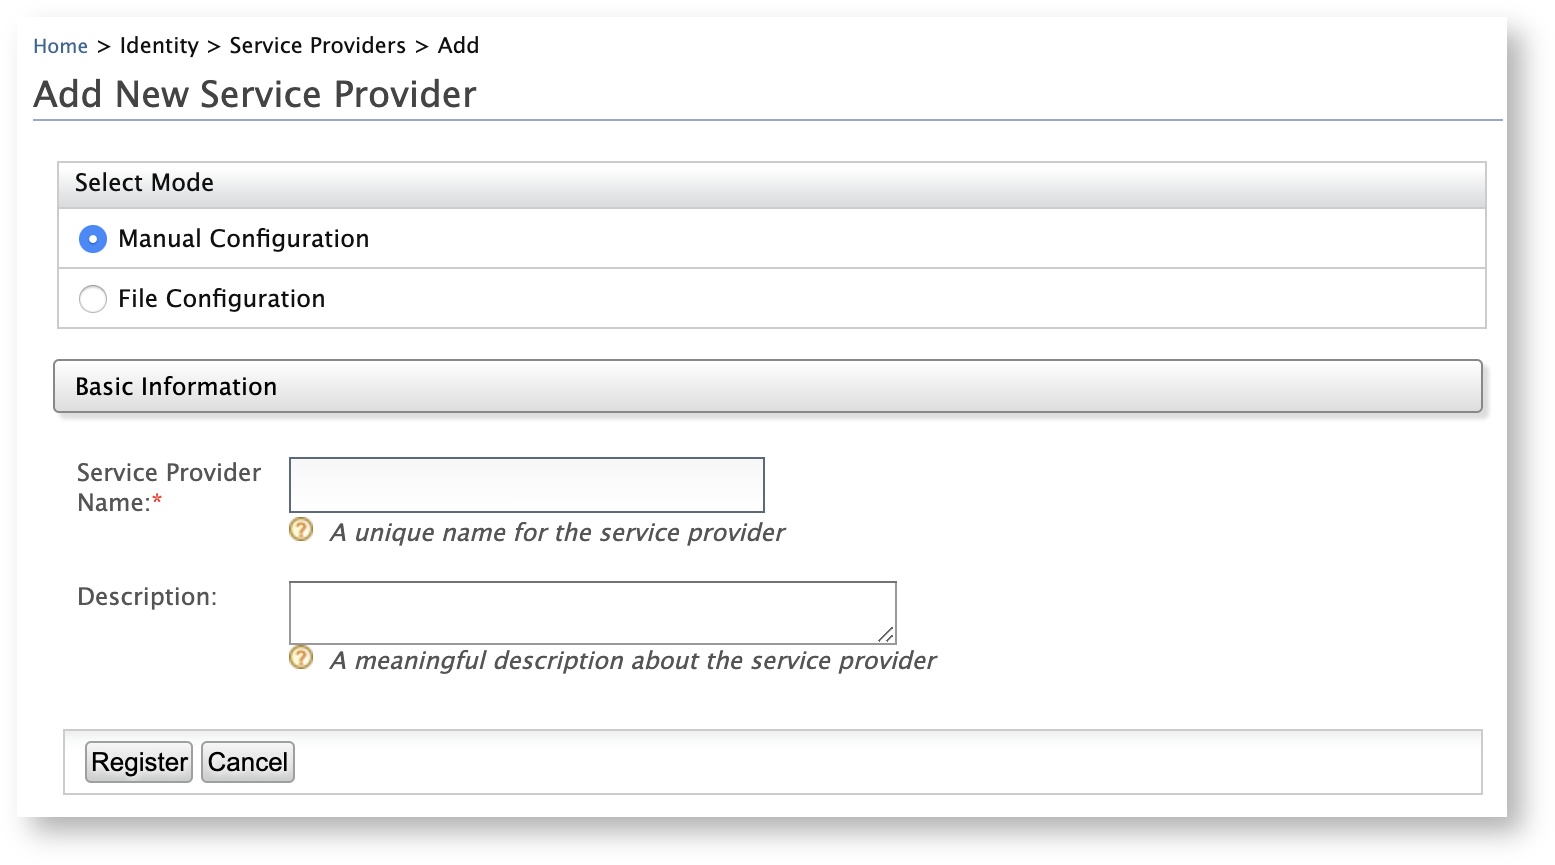 Home > Identity > Service Providers > Add
Add New Service Provider
Select Mode
Manual Configuration
File Configuration
Basic Information
Service Provider
Name:*
? A unique name for the service provider
Description:
? A meaningful description about the service provider
Register Cancel